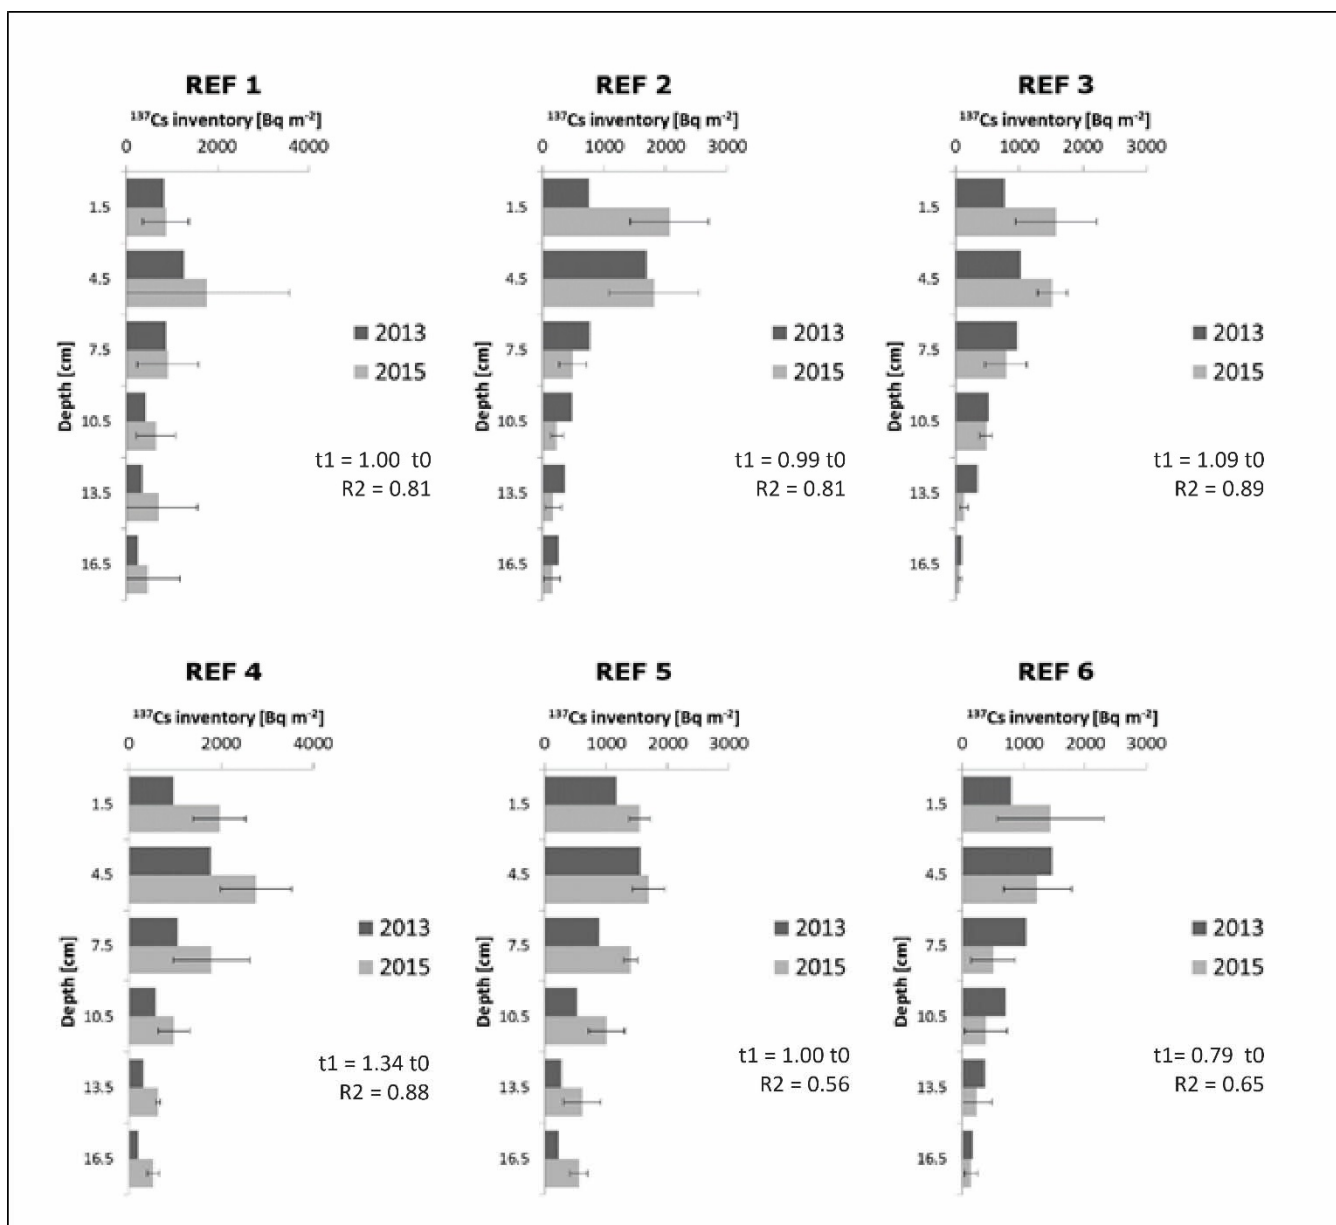 REF 1
¹³⁷Cs inventory [Bq m⁻²]
0 2000 4000
1.5
4.5
7.5
10.5
13.5
16.5
Depth [cm]
2013
2015
t1 = 1.00 t0
R2 = 0.81
REF 2
¹³⁷Cs inventory [Bq m⁻²]
0 1000 2000 3000
1.5
4.5
7.5
10.5
13.5
16.5
Depth [cm]
2013
2015
t1 = 0.99 t0
R2 = 0.81
REF 3
¹³⁷Cs inventory [Bq m⁻²]
0 1000 2000 3000
1.5
4.5
7.5
10.5
13.5
16.5
Depth [cm]
2013
2015
t1 = 1.09 t0
R2 = 0.89
REF 4
¹³⁷Cs inventory [Bq m⁻²]
0 2000 4000
1.5
4.5
7.5
10.5
13.5
16.5
Depth [cm]
2013
2015
t1 = 1.34 t0
R2 = 0.88
REF 5
¹³⁷Cs inventory [Bq m⁻²]
0 1000 2000 3000
1.5
4.5
7.5
10.5
13.5
16.5
Depth [cm]
2013
2015
t1 = 1.00 t0
R2 = 0.56
REF 6
¹³⁷Cs inventory [Bq m⁻²]
0 1000 2000 3000
1.5
4.5
7.5
10.5
13.5
16.5
Depth [cm]
2013
2015
t1= 0.79 t0
R2 = 0.65